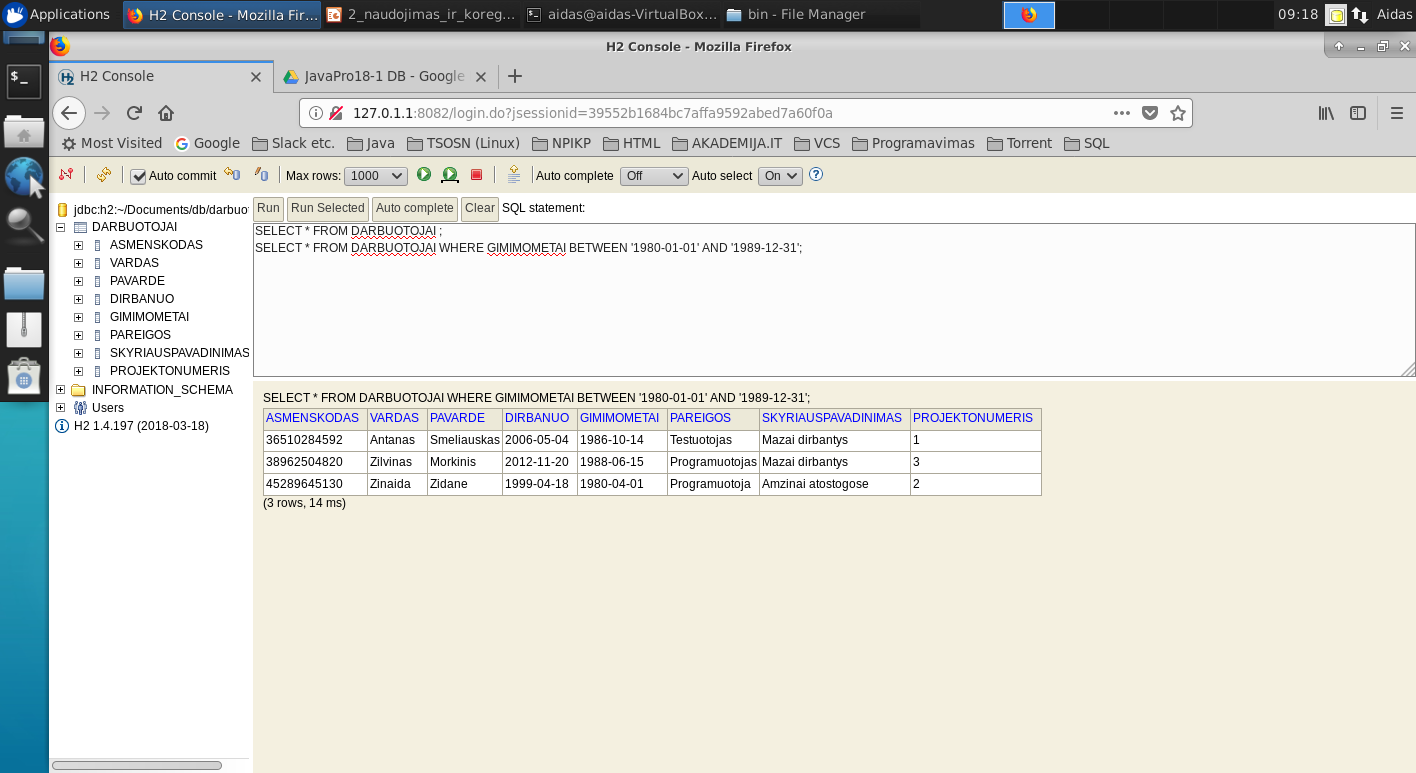 Applications H2 Console - Mozilla Fir... 2_naudojimas_ir_koreg... aidas@aidas-VirtualBox... bin - File Manager 09:18 Aidas
H2 Console - Mozilla Firefox
H2 Console JavaPro18-1 DB - Google
127.0.1.1:8082/login.do?jsessionid=39552b1684bc7affa9592abed7a60f0a
Most Visited Google Slack etc. Java TSOSN (Linux) NPIKP HTML AKADEMIJA.IT VCS Programavimas Torrent SQL
Auto commit Max rows: 1000 Auto complete Off Auto select On
jdbc:h2:~/Documents/db/darbuot
DARBUOTOJAI
ASMENSKODAS
VARDAS
PAVARDE
DIRBANUO
GIMIMOMETAI
PAREIGOS
SKYRIAUSPAVADINIMAS
PROJEKTONUMERIS
INFORMATION_SCHEMA
Users
H2 1.4.197 (2018-03-18)
Run Run Selected Auto complete Clear SQL statement:
SELECT * FROM DARBUOTOJAI ;
SELECT * FROM DARBUOTOJAI WHERE GIMIMOMETAI BETWEEN '1980-01-01' AND '1989-12-31';
SELECT * FROM DARBUOTOJAI WHERE GIMIMOMETAI BETWEEN '1980-01-01' AND '1989-12-31';
ASMENSKODAS VARDAS PAVARDE DIRBANUO GIMIMOMETAI PAREIGOS SKYRIAUSPAVADINIMAS PROJEKTONUMERIS
36510284592 Antanas Smeliauskas 2006-05-04 1986-10-14 Testuotojas Mazai dirbantys 1
38962504820 Zilvinas Morkinis 2012-11-20 1988-06-15 Programuotojas Mazai dirbantys 3
45289645130 Zinaida Zidane 1999-04-18 1980-04-01 Programuotoja Amzinai atostogose 2
(3 rows, 14 ms)